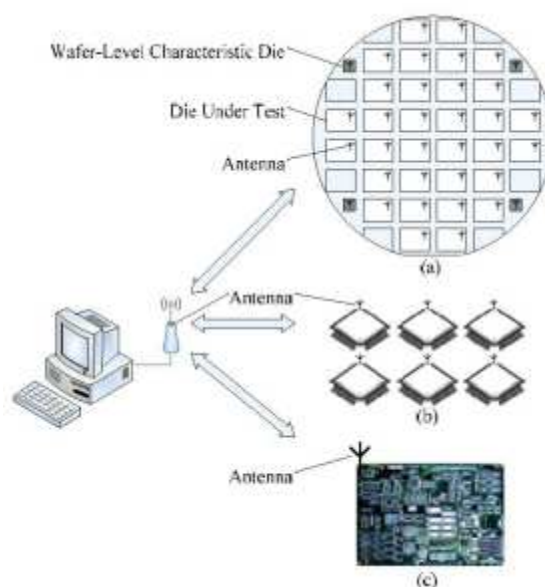 Wafer-Level Characteristic Die
Die Under Test
Antenna
(a)
Antenna
(b)
Antenna
(c)